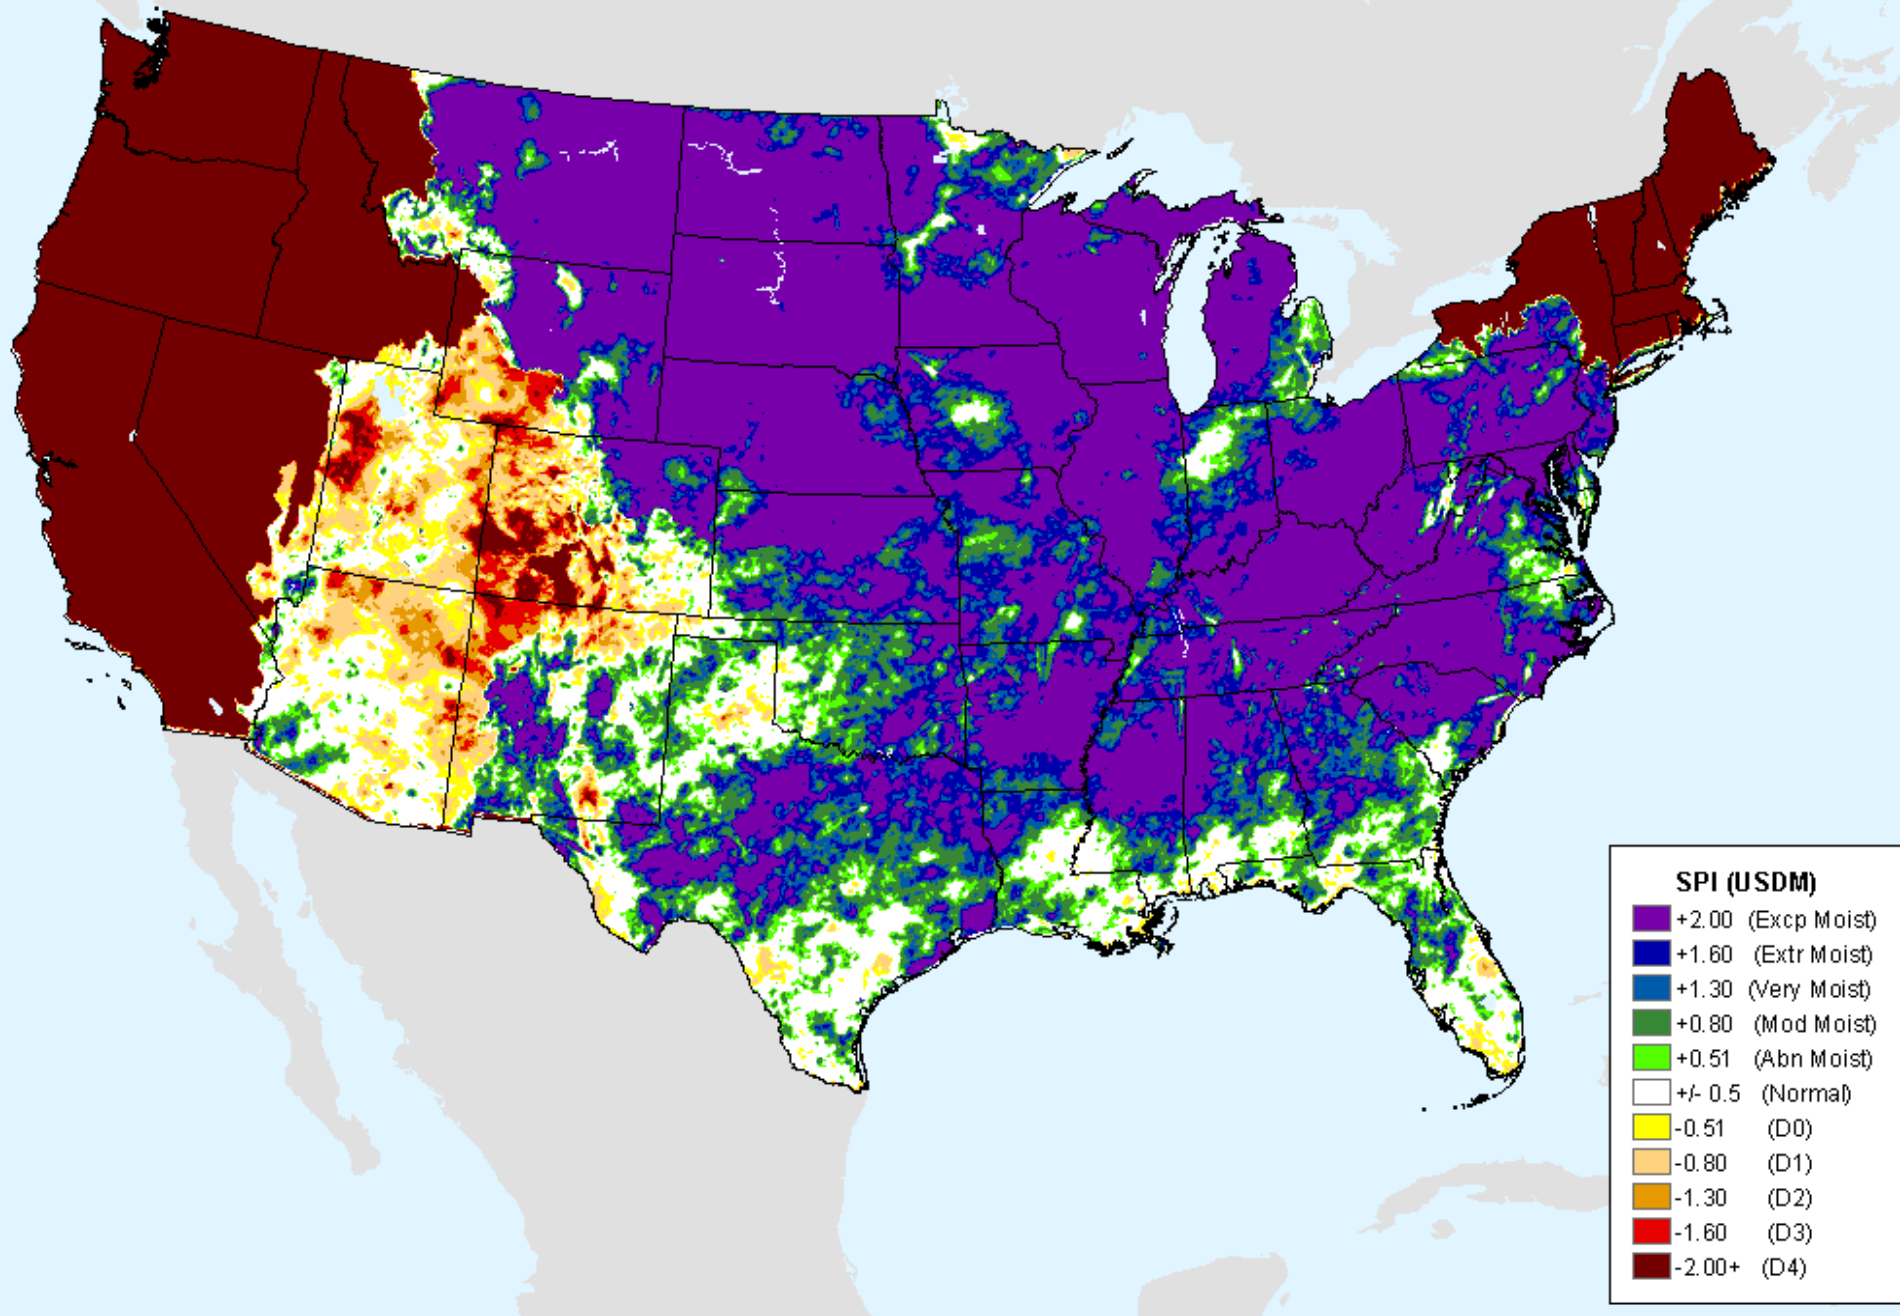 SPI (USDM)
+2.00 (Excp Moist)
+1.60 (Extr Moist)
+1.30 (Very Moist)
+0.80 (Mod Moist)
+0.51 (Abn Moist)
+/- 0.5 (Normal)
-0.51 (D0)
-0.80 (D1)
-1.30 (D2)
-1.60 (D3)
-2.00+ (D4)